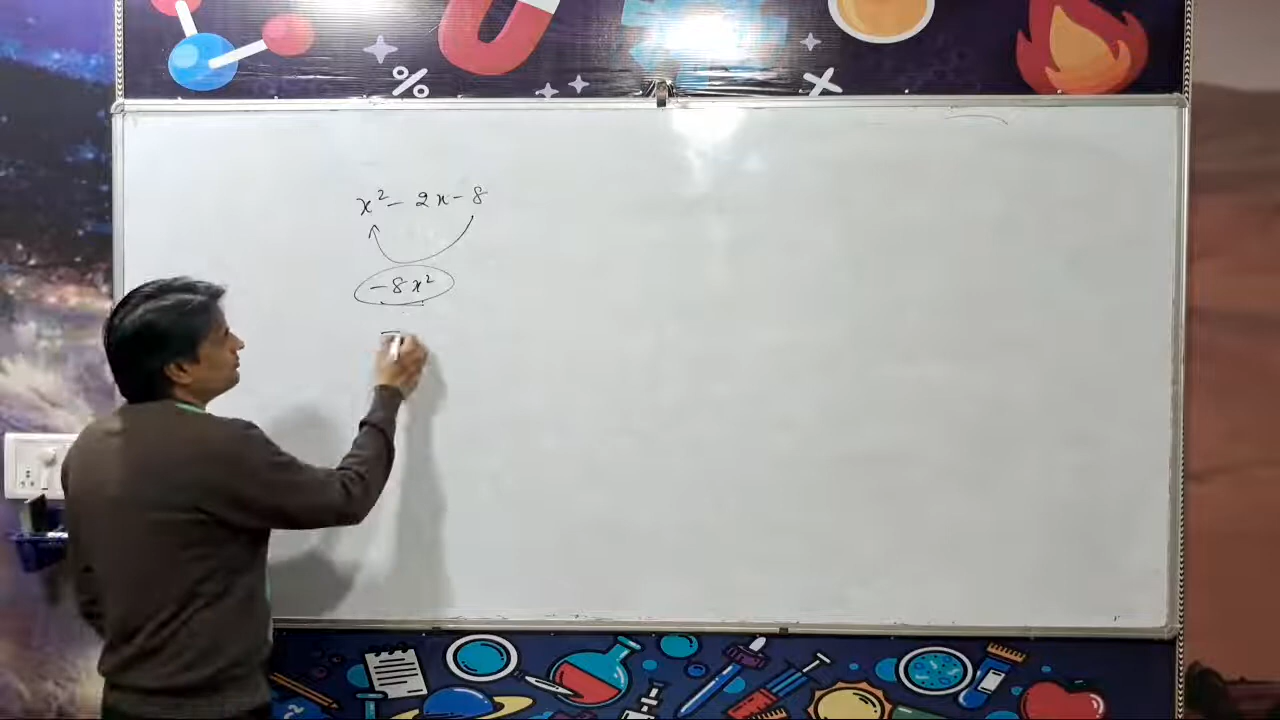 %
x² - 2x - 8
-8x²